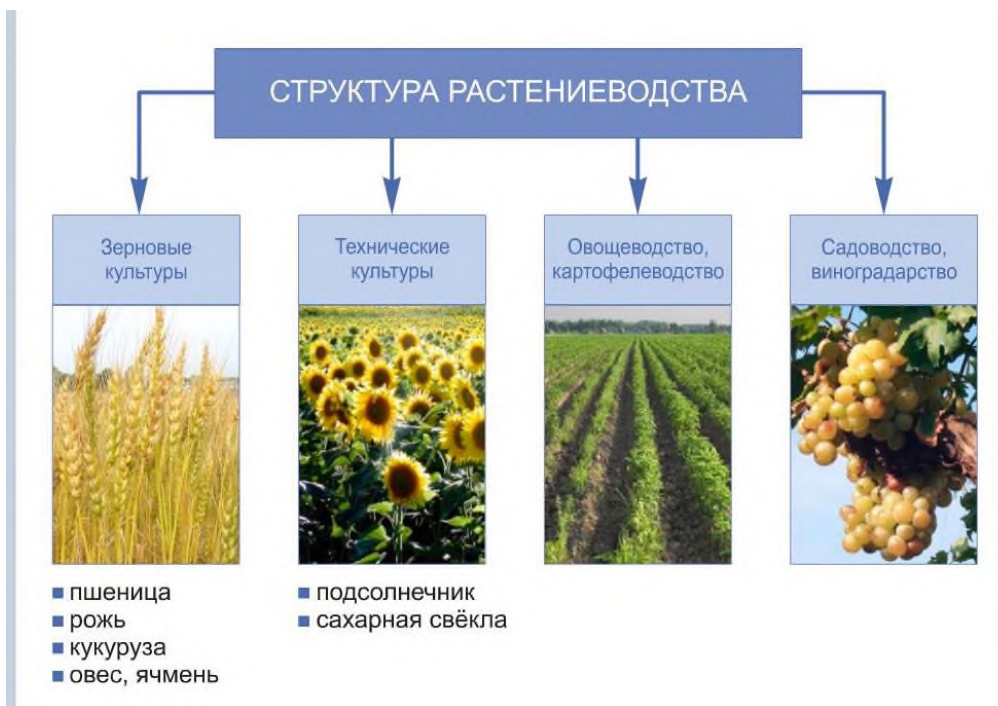 СТРУКТУРА РАСТЕНИЕВОДСТВА
Зерновые
культуры
Технические
культуры
Овощеводство,
картофелеводство
Садоводство,
виноградарство
пшеница
рожь
кукуруза
овес, ячмень
подсолнечник
сахарная свёкла